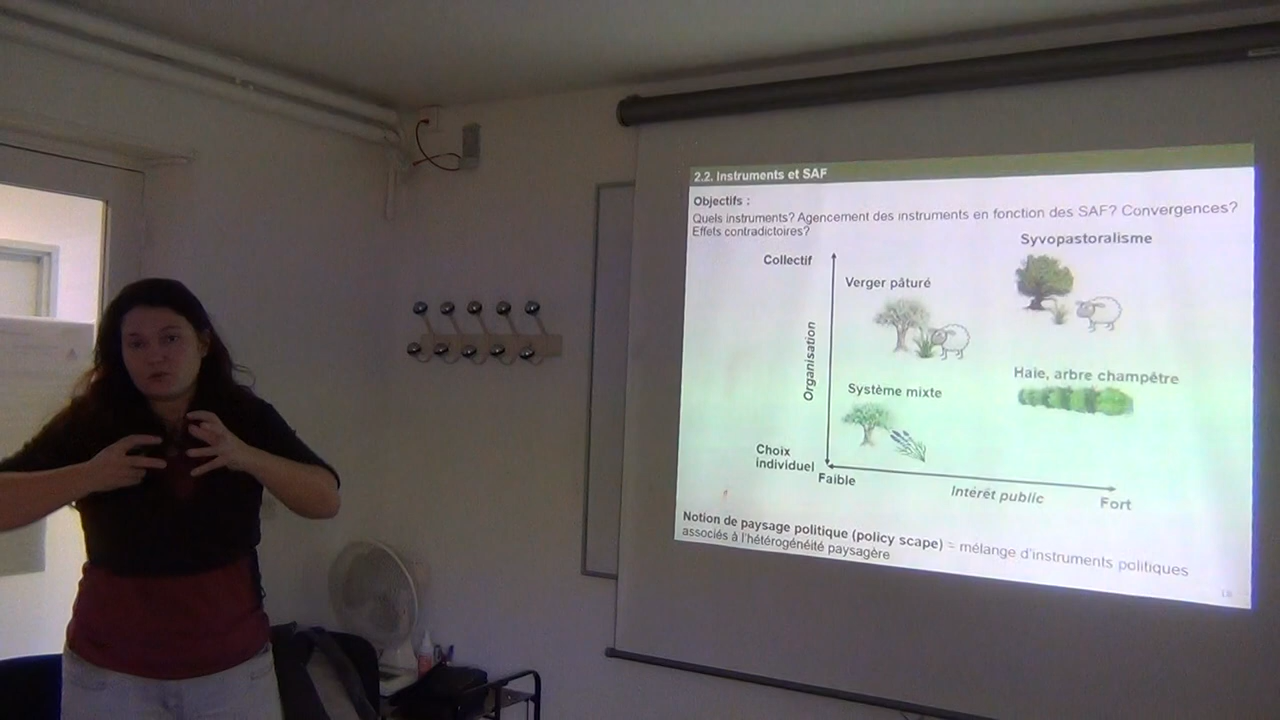 2.2. Instruments et SAF
Objectifs :
Quels instruments? Agencement des instruments en fonction des SAF? Convergences?
Effets contradictoires?
Syvopastoralisme
Collectif
Verger pâturé
Organisation
Haie, arbre champêtre
Système mixte
Choix
individuel
Faible
Intérêt public
Fort
Notion de paysage politique (policy scape) = mélange d'instruments politiques
associés à l'hétérogénéité paysagère